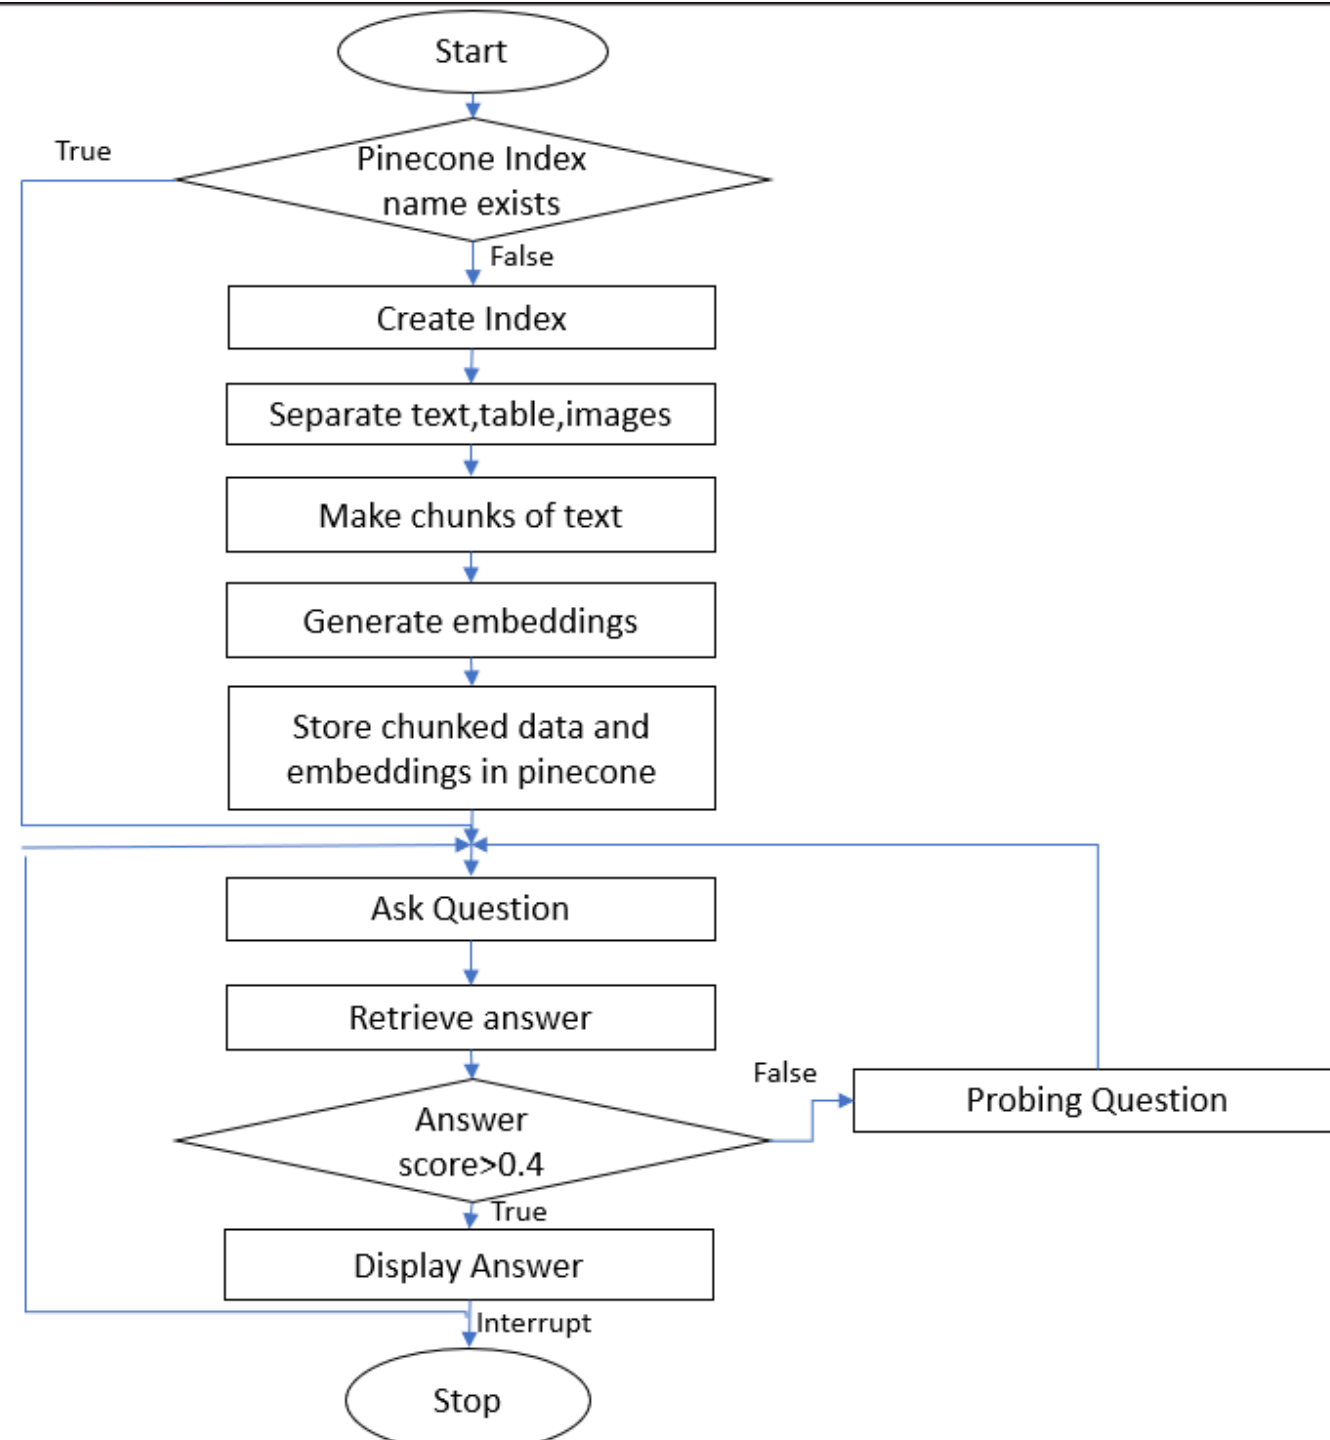 Start
True
Pinecone Index
name exists
False
Create Index
Separate text,table,images
Make chunks of text
Generate embeddings
Store chunked data and
embeddings in pinecone
Ask Question
Retrieve answer
False
Probing Question
Answer
score>0.4
True
Display Answer
Interrupt
Stop